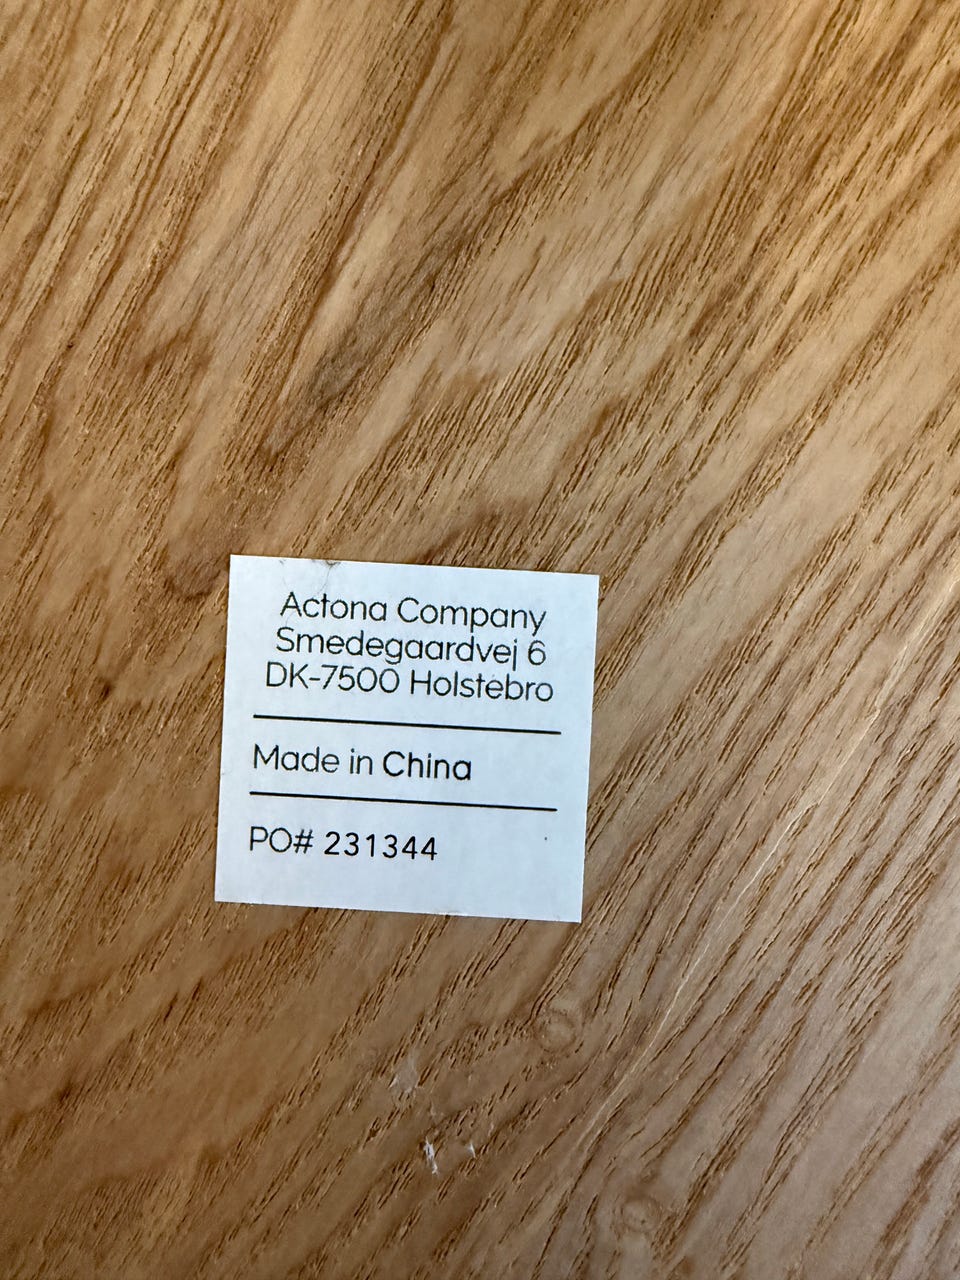 Actona Company
Smedegaardvej 6
DK-7500 Holstebro
Made in China
PO# 231344